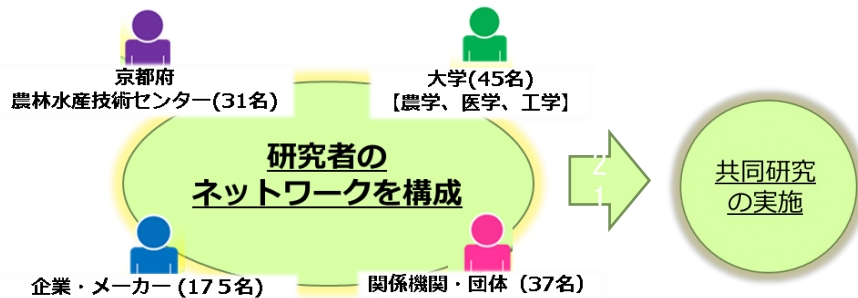 京都府
農林水産技術センター(31名)
大学(45名)
【農学、医学、工学】
研究者の
ネットワークを構成
2
1
共同研究
の実施
企業・メーカー(175名)
関係機関・団体（37名）